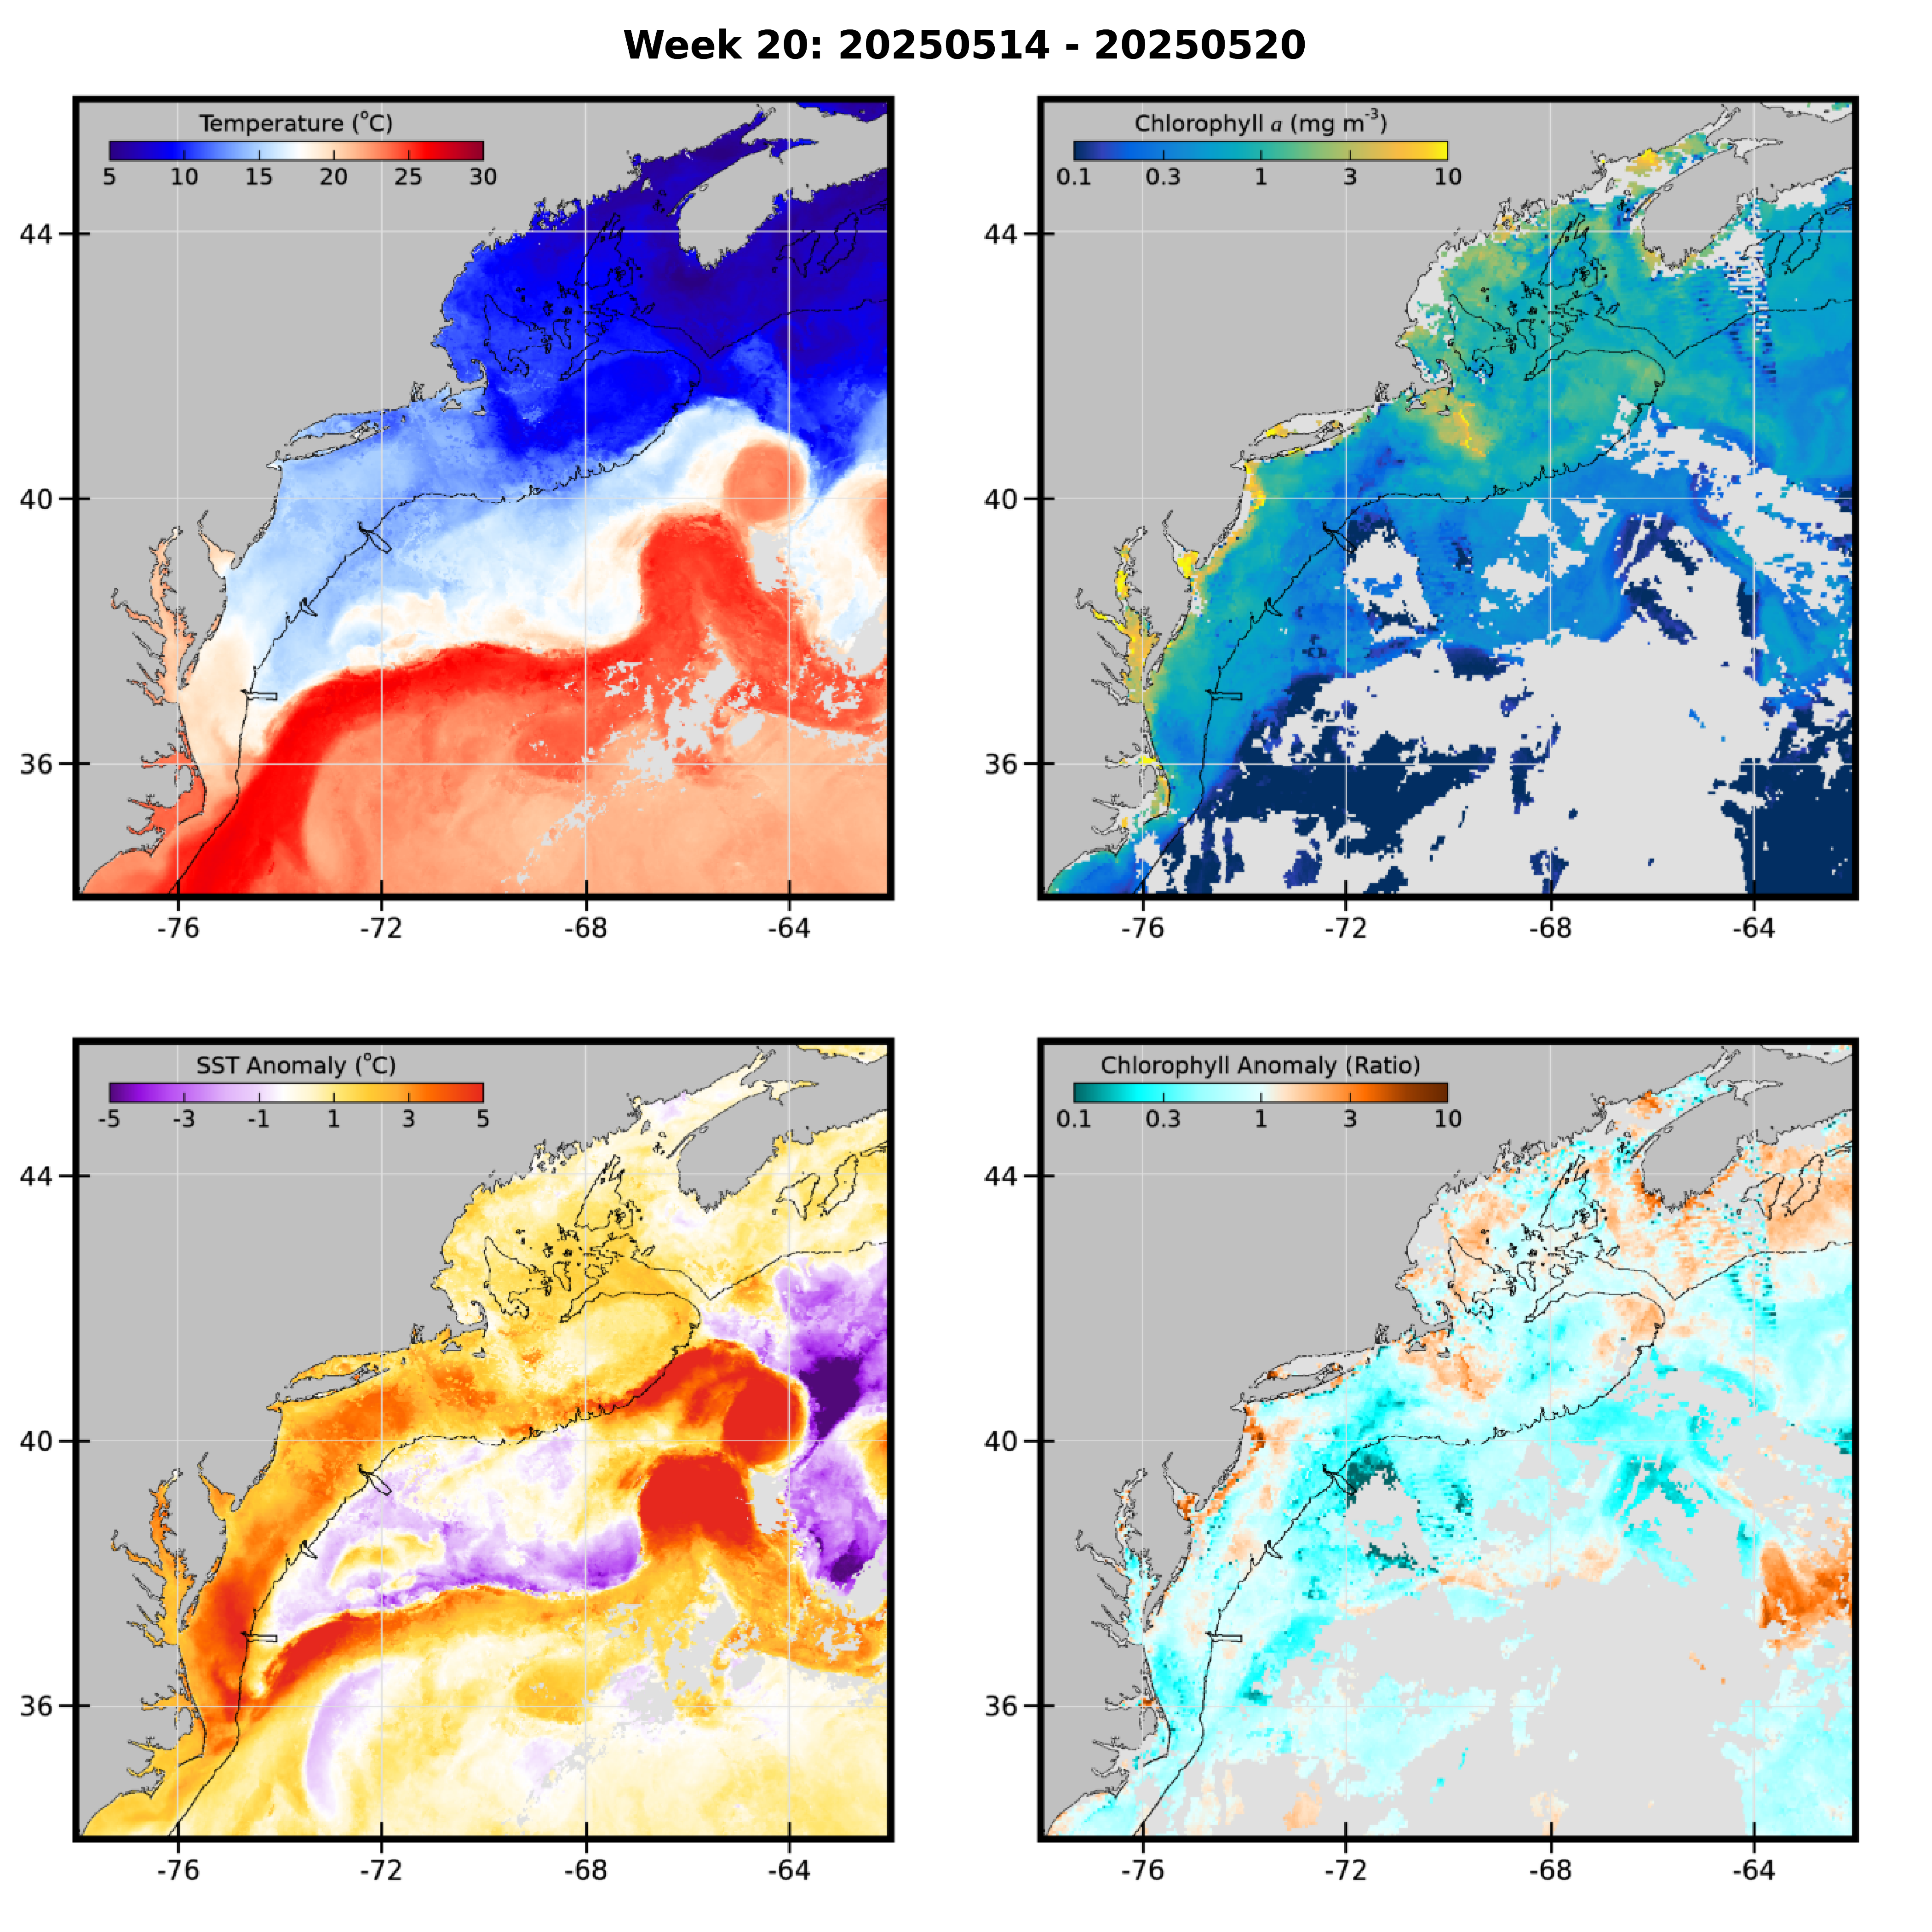 Week 20: 20250514 - 20250520
Temperature (°C)
5 10 15 20 25 30
44
40
36
-76 -72 -68 -64
Chlorophyll a (mg m⁻³)
0.1 0.3 1 3 10
44
40
36
-76 -72 -68 -64
SST Anomaly (°C)
-5 -3 -1 1 3 5
44
40
36
-76 -72 -68 -64
Chlorophyll Anomaly (Ratio)
0.1 0.3 1 3 10
44
40
36
-76 -72 -68 -64